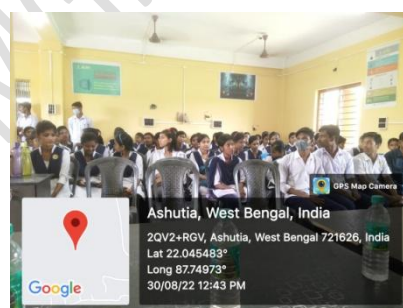 GPS Map Camera
Ashutia, West Bengal, India
2QV2+RGV, Ashutia, West Bengal 721626, India
Lat 22.045483°
Long 87.74973°
30/08/22 12:43 PM
Google